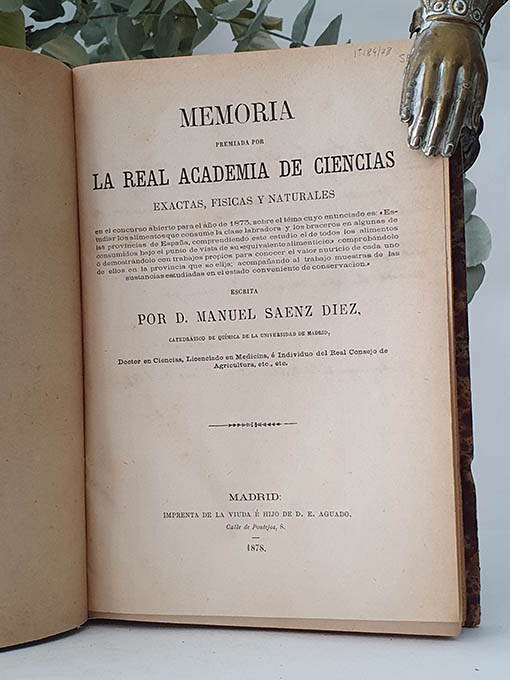 MEMORIA
PREMIADA POR
LA REAL ACADEMIA DE CIENCIAS
EXACTAS, FISICAS Y NATURALES
en el concurso abierto para el año de 1875, sobre el téma cuyo enunciado es: «Es-
tudiar los alimentos que consume la clase labradora y los braceros en algunas de
las provincias de España, comprendiendo este estudio el de todos los alimentos
consumidos bajo el punto de vista de su «equivalente alimenticio» comprobándolo
ó demostrándolo con trabajos propios para conocer el valor nutricio de cada uno
de ellos en la provincia que se elija; acompañando al trabajo muestras de las
sustancias estudiadas en el estado conveniente de conservacion.»
ESCRITA
POR D. MANUEL SAENZ DIEZ,
CATEDRÁTICO DE QUÍMICA DE LA UNIVERSIDAD DE MADRID,
Doctor en Ciencias, Licenciado en Medicina, é Individuo del Real Consejo de
Agricultura, etc., etc.
MADRID:
IMPRENTA DE LA VIUDA É HIJO DE D. E. AGUADO.
Calle de Pontejos, 8.
1878.